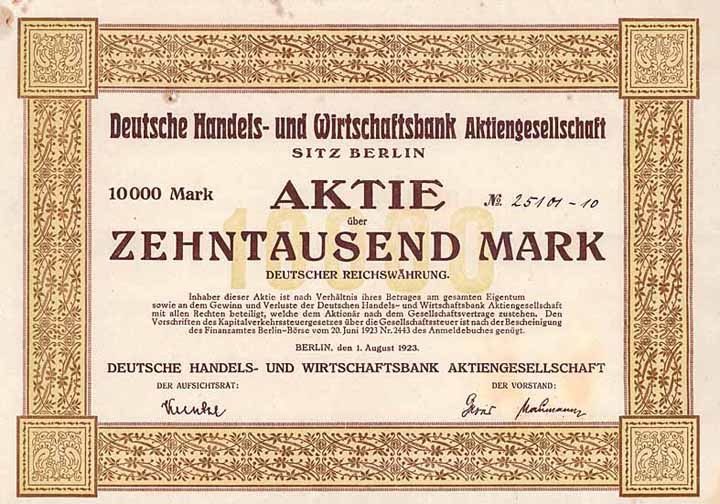 Deutsche Handels- und Wirtschaftsbank Aktiengesellschaft
SITZ BERLIN
10000 Mark AKTIE № 25101-10
über
10000
ZEHNTAUSEND MARK
DEUTSCHER REICHSWÄHRUNG.
Inhaber dieser Aktie ist nach Verhältnis ihres Betrages am gesamten Eigentum
sowie an dem Gewinn und Verluste der Deutschen Handels- und Wirtschaftsbank Aktiengesellschaft
mit allen Rechten beteiligt, welche dem Aktionär nach dem Gesellschaftsvertrage zustehen. Den
Vorschriften des Kapitalverkehrssteuergesetzes über die Gesellschaftssteuer ist nach der Bescheinigung
des Finanzamtes Berlin-Börse vom 20. Juni 1923 Nr. 2443 des Anmeldebuches genügt.
BERLIN, den 1. August 1923.
DEUTSCHE HANDELS- UND WIRTSCHAFTSBANK AKTIENGESELLSCHAFT
DER AUFSICHTSRAT: DER VORSTAND: